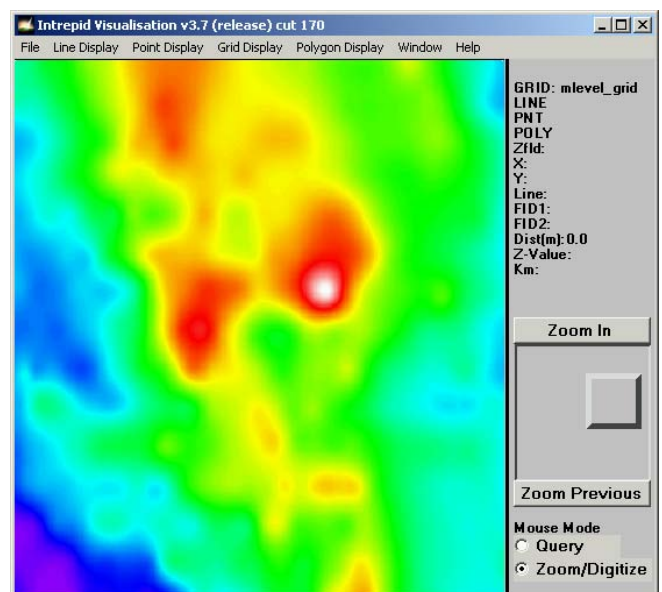 Intrepid Visualisation v3.7 (release) cut 170
File Line Display Point Display Grid Display Polygon Display Window Help
GRID: mlevel_grid
LINE
PNT
POLY
Zfld:
X:
Y:
Line:
FID1:
FID2:
Dist(m): 0.0
Z-Value:
Km:
Zoom In
Zoom Previous
Mouse Mode
Query
Zoom/Digitize